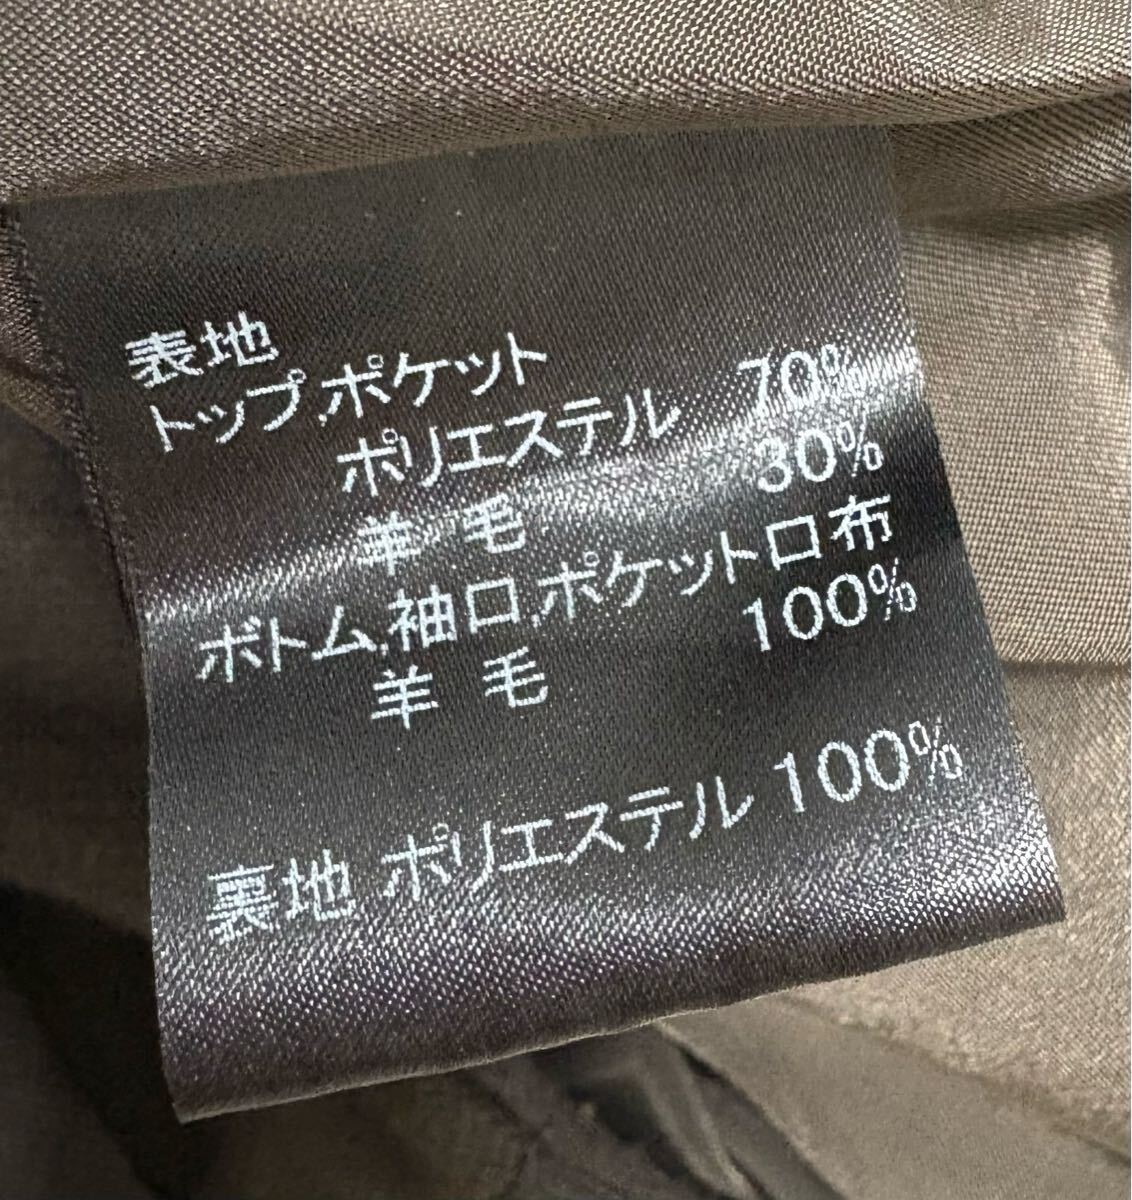 表地
トップ,ポケット
ポリエステル 70%
羊毛 30%
ボトム,袖口,ポケット口布
羊毛 100%
裏地 ポリエステル 100%